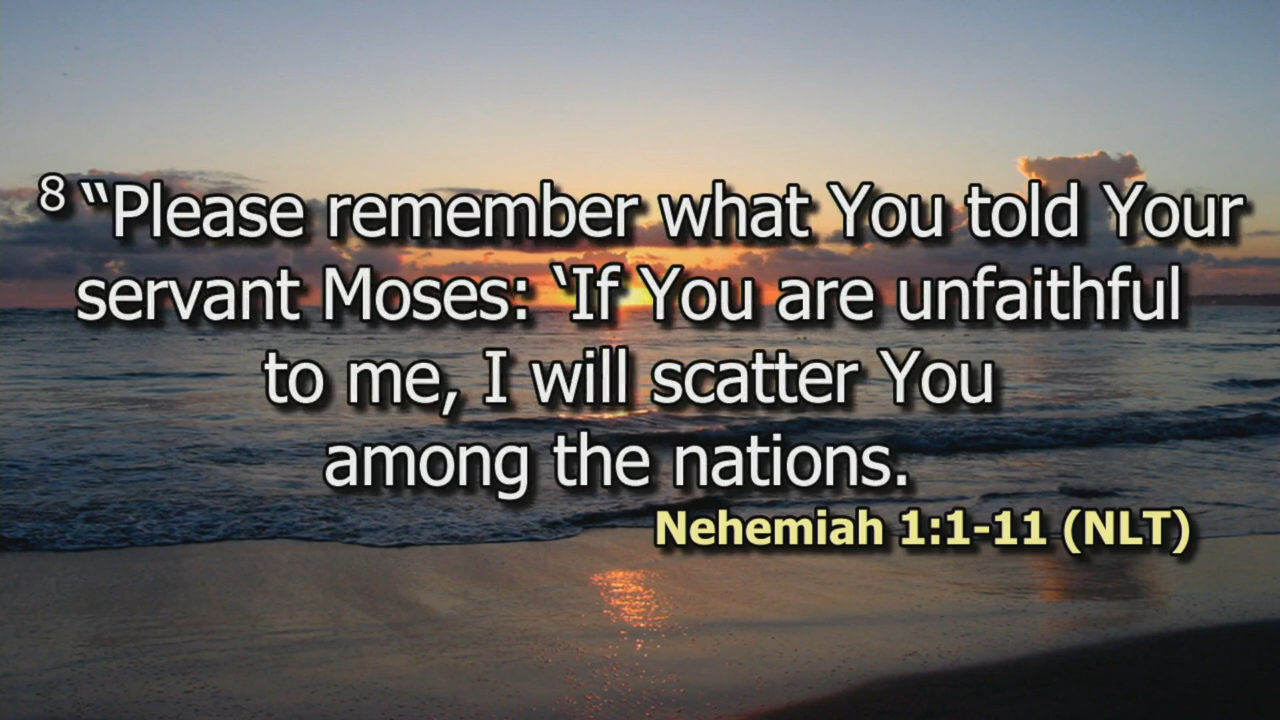 8 “Please remember what You told Your
servant Moses: ‘If You are unfaithful
to me, I will scatter You
among the nations.
Nehemiah 1:1-11 (NLT)